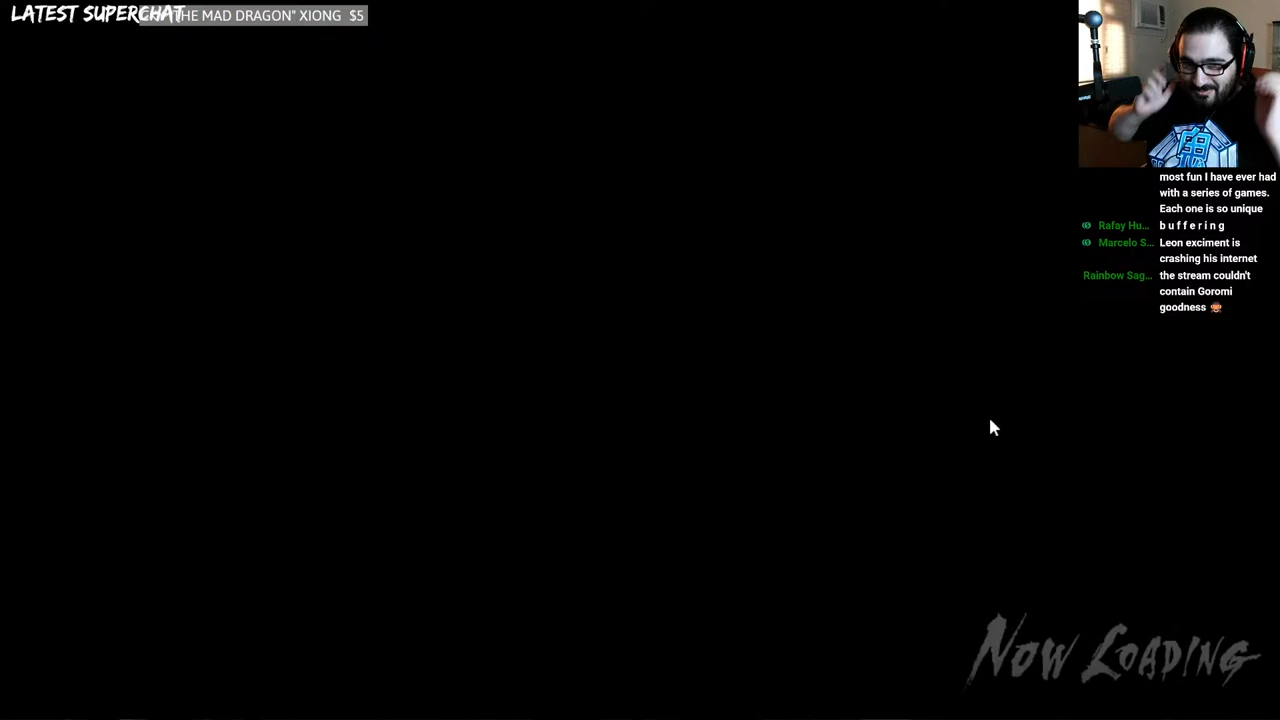 LATEST SUPERCHAT "THE MAD DRAGON" XIONG $5
most fun I have ever had
with a series of games.
Each one is so unique
Rafay Hu... b u f f e r i n g
Marcelo S... Leon exciment is
crashing his internet
Rainbow Sag... the stream couldn't
contain Goromi
goodness
NOW LOADING